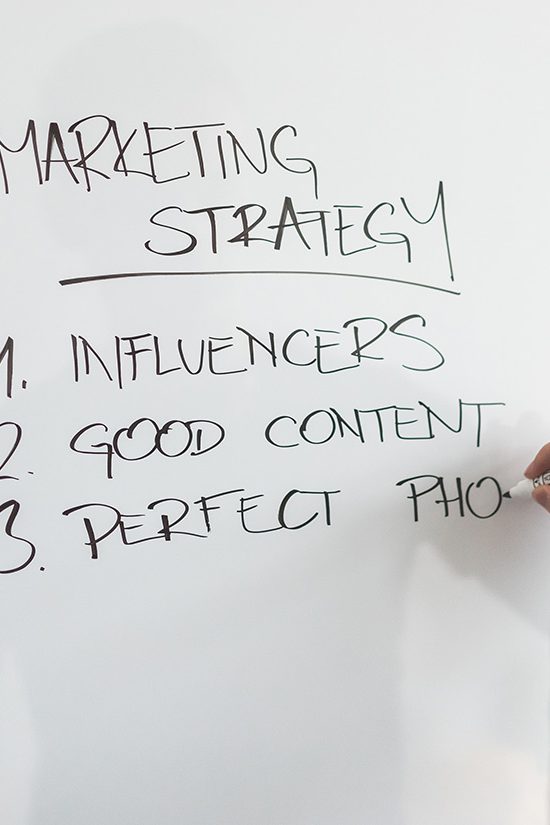 MARKETING
STRATEGY
1. INFLUENCERS
2. GOOD CONTENT
3. PERFECT PHO